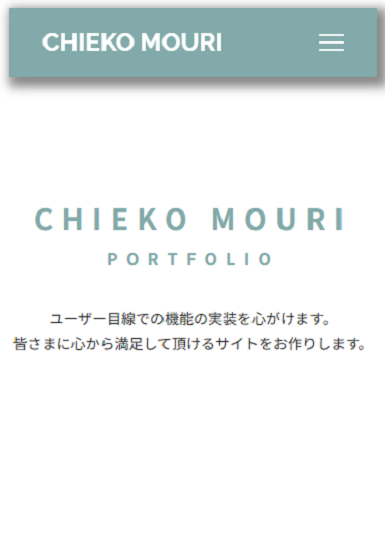 CHIEKO MOURI
CHIEKO MOURI
PORTFOLIO
ユーザー目線での機能の実装を心がけます。
皆さまに心から満足して頂けるサイトをお作りします。